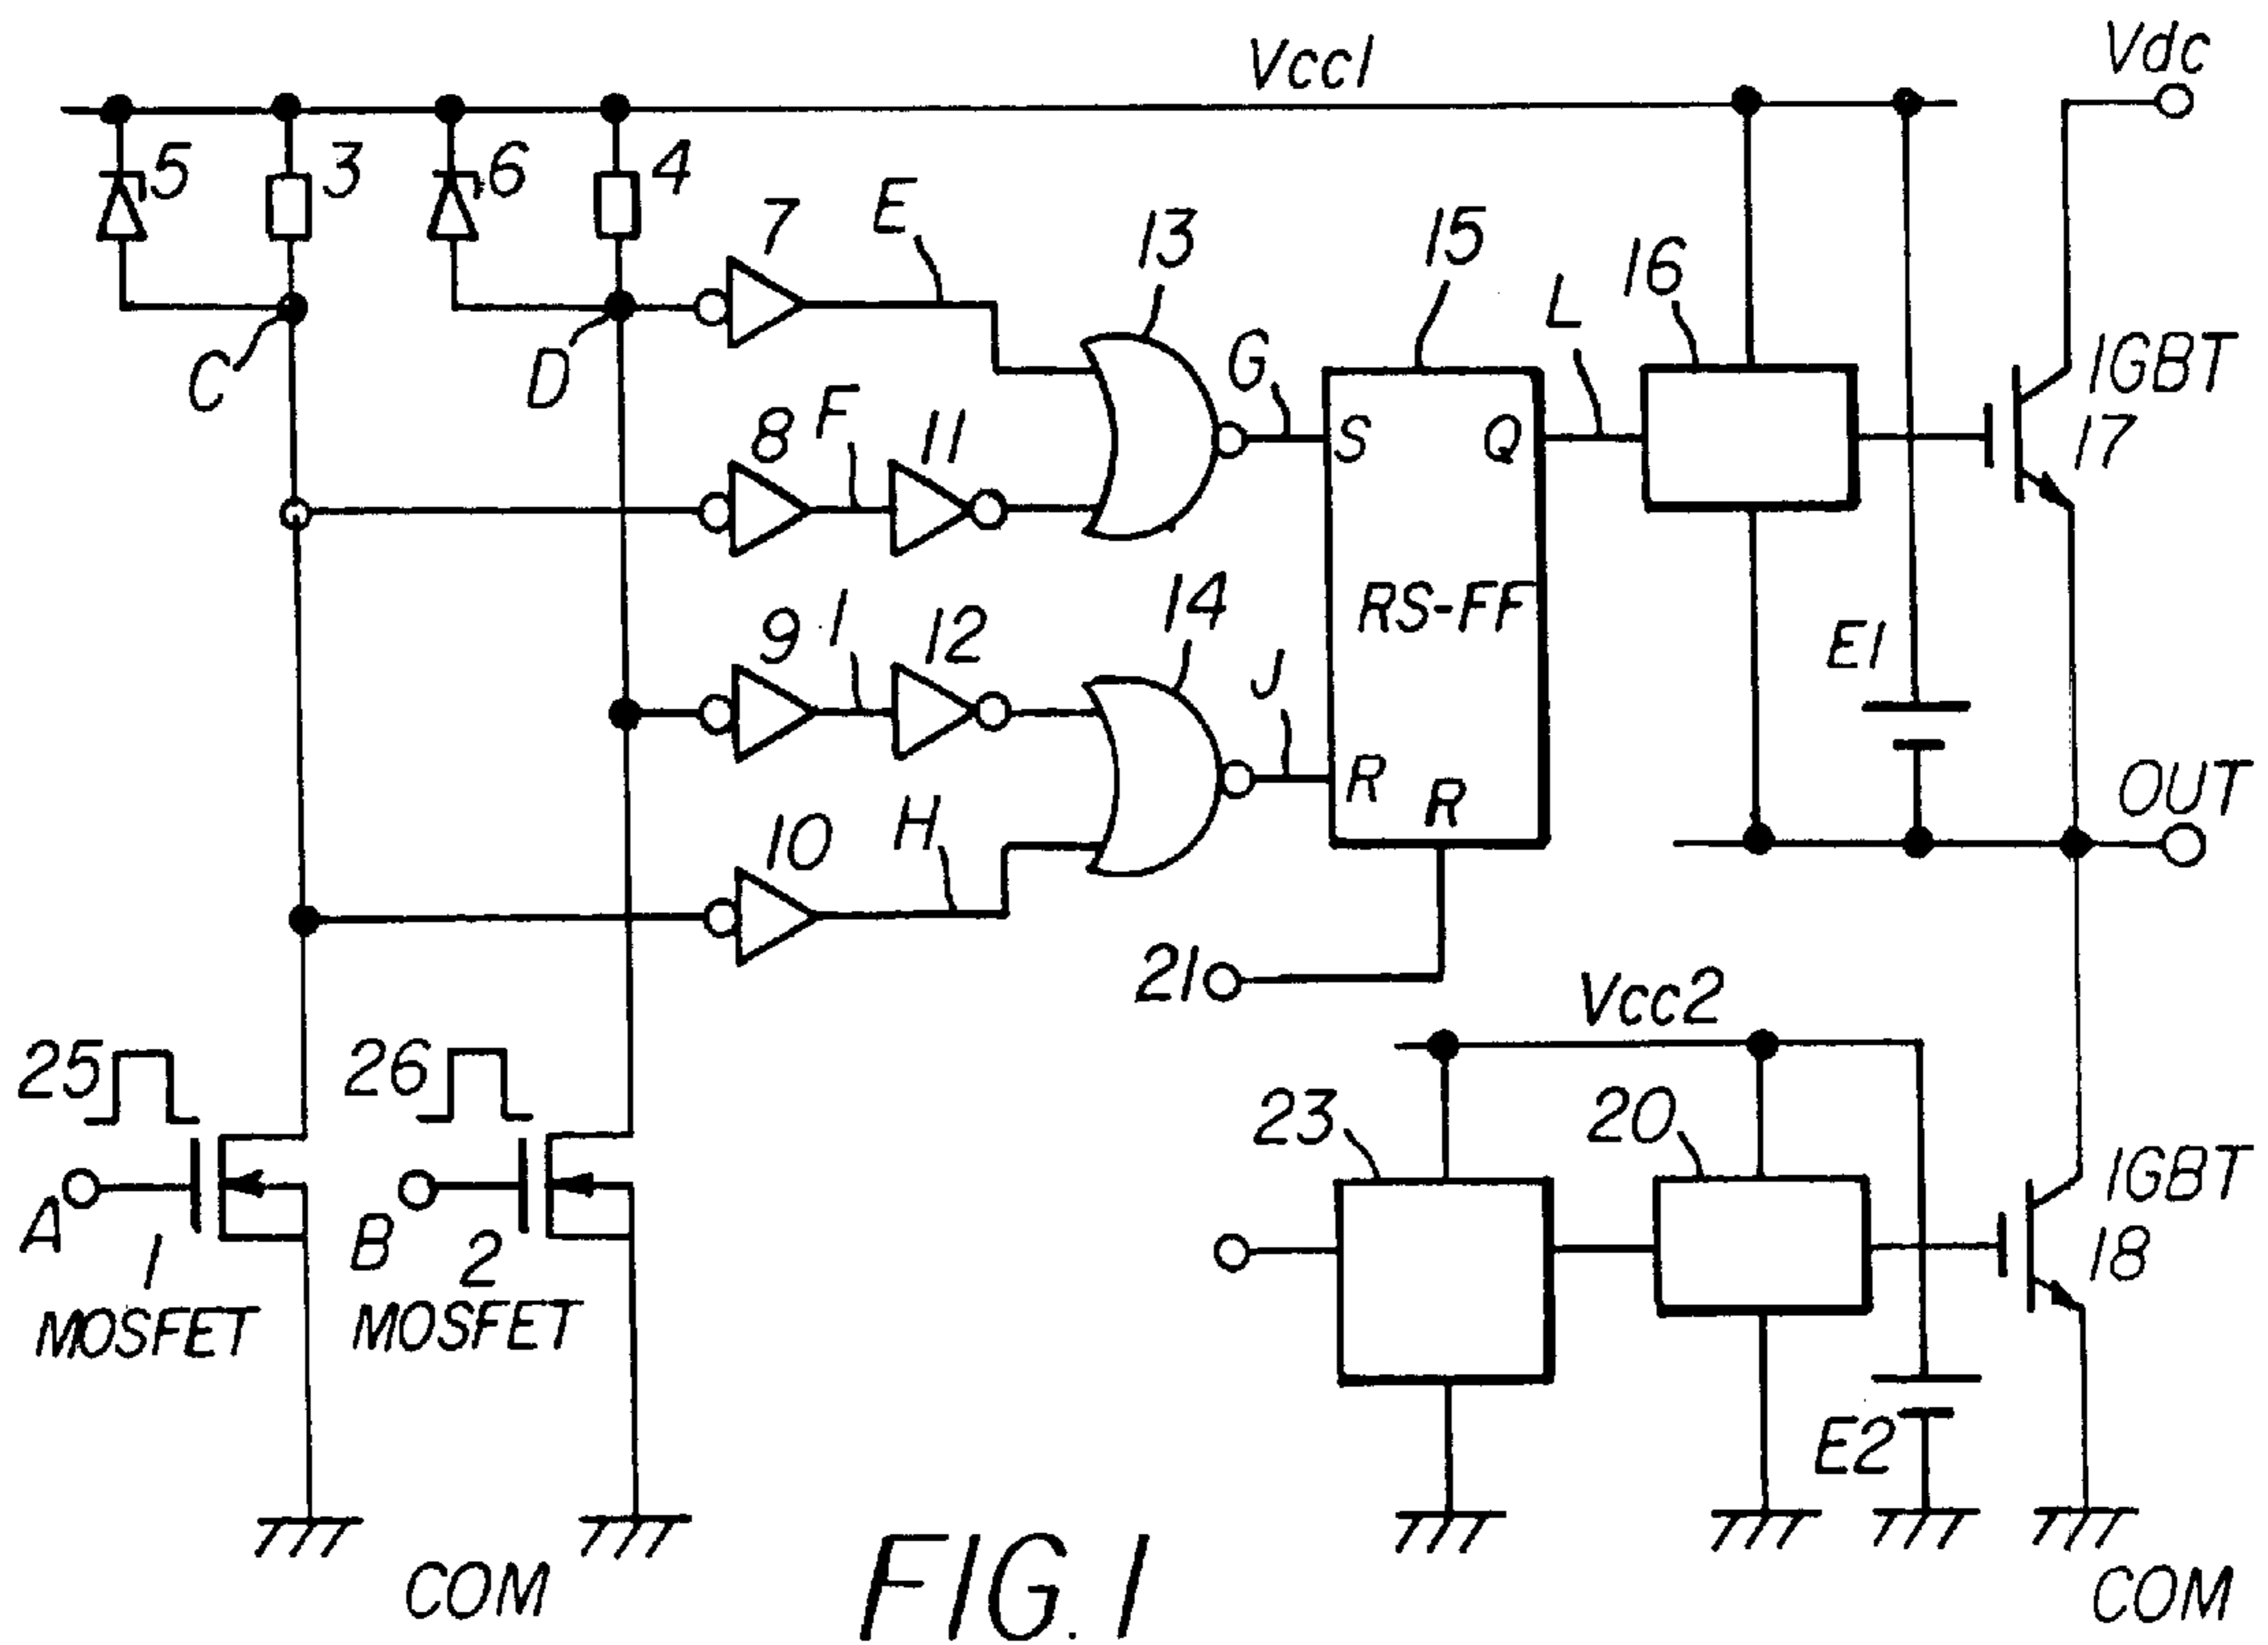 Vcc1
Vdc
5
3
6
4
7
E
13
15
L
16
C
D
8
F
11
G
S
Q
IGBT
17
9
I
12
14
RS-FF
E1
J
R
R
OUT
10
H
21
Vcc2
25
26
23
20
A
1
MOSFET
B
2
MOSFET
IGBT
18
E2
COM
COM
FIG. 1